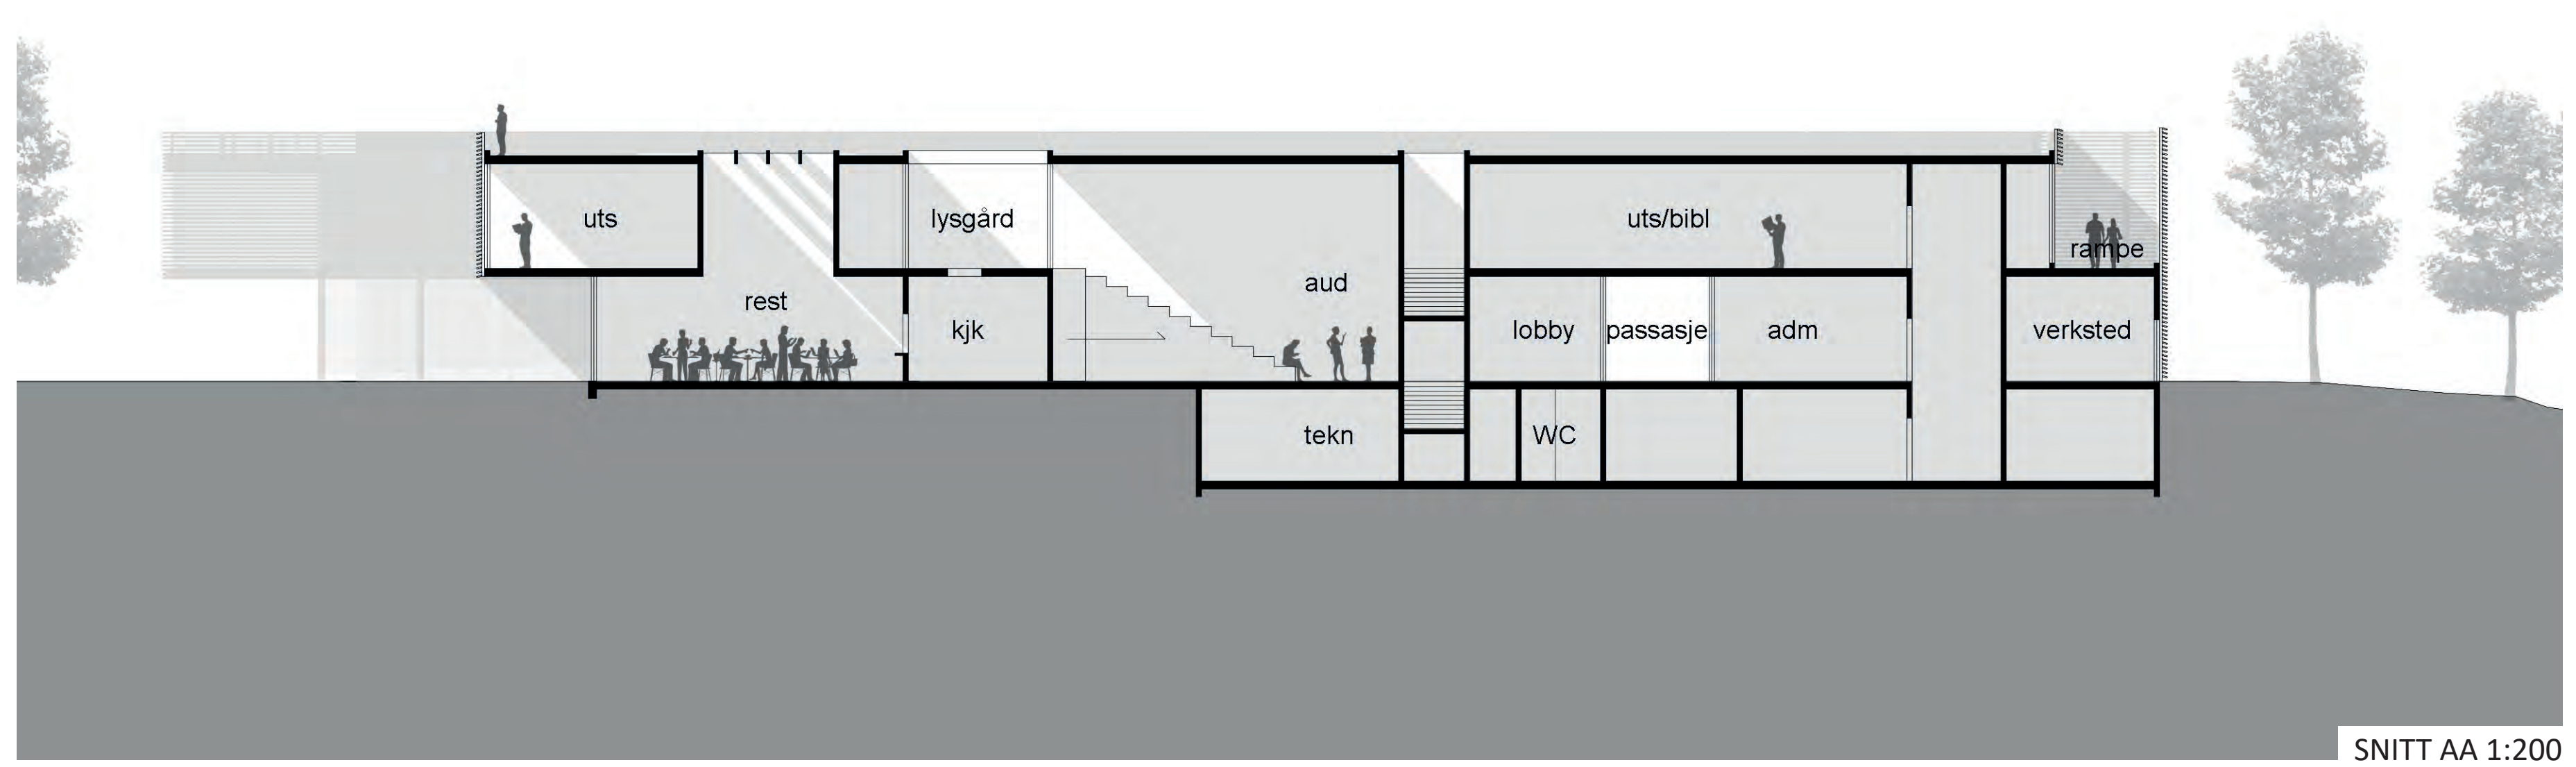 uts
lysgård
uts/bibl
rampe
rest
aud
kjk
lobby
passasje
adm
verksted
tekn
WC
SNITT AA 1:200